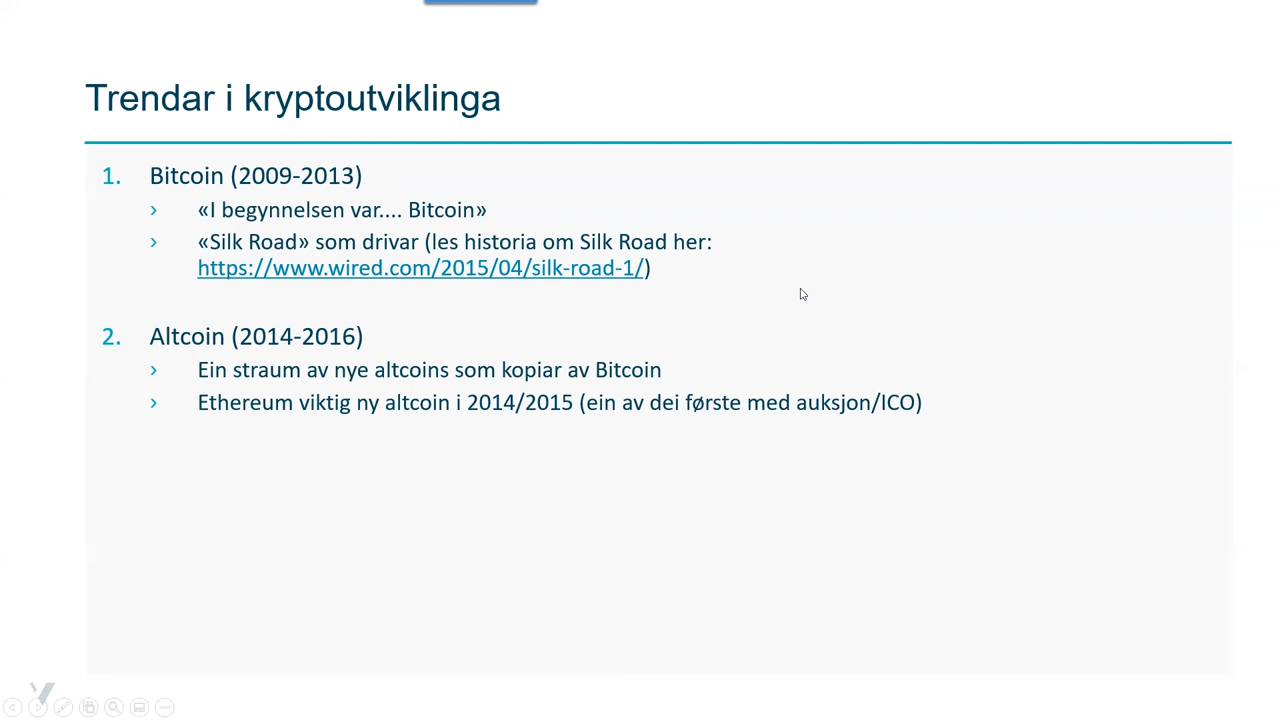 Trendar i kryptoutviklinga
1. Bitcoin (2009-2013)
› «I begynnelsen var.... Bitcoin»
› «Silk Road» som drivar (les historia om Silk Road her:
https://www.wired.com/2015/04/silk-road-1/)
2. Altcoin (2014-2016)
› Ein straum av nye altcoins som kopiar av Bitcoin
› Ethereum viktig ny altcoin i 2014/2015 (ein av dei første med auksjon/ICO)